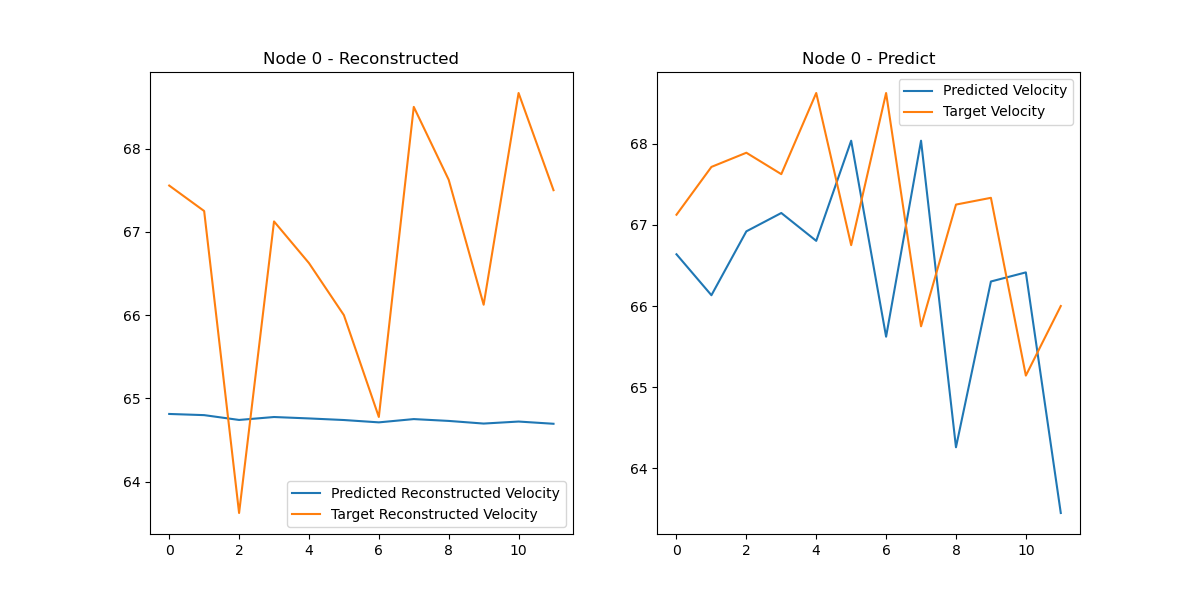 Node 0 - Reconstructed
68
67
66
65
64
0 2 4 6 8 10
Predicted Reconstructed Velocity
Target Reconstructed Velocity
Node 0 - Predict
68
67
66
65
64
0 2 4 6 8 10
Predicted Velocity
Target Velocity